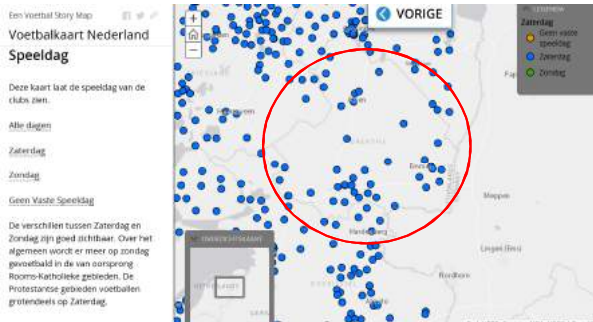 Een Voetbal Story Map
Voetbalkaart Nederland
Speeldag
Deze kaart laat de speeldag van de
clubs zien.
Alle dagen
Zaterdag
Zondag
Geen Vaste Speeldag
De verschillen tussen Zaterdag en
Zondag zijn goed zichtbaar. Over het
algemeen wordt er meer op zondag
gevoetbald in de van oorsprong
Rooms-Katholieke gebieden. De
Protestantse gebieden voetballen
grotendeels op Zaterdag.
VORIGE
LEGENDA
Zaterdag
Geen vaste
speeldag
Zaterdag
Zondag
Meppen
Lingen (Ems)
Nordhorn
Hardenberg
OVERZICHTSKAART